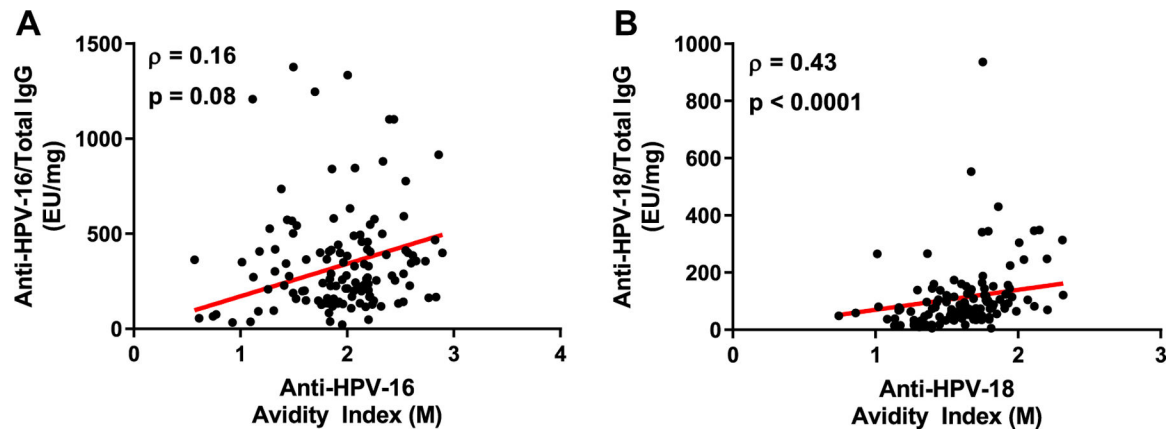 A
ρ = 0.16
p = 0.08
Anti-HPV-16/Total IgG
(EU/mg)
1500
1000
500
0
0
1
2
3
4
Anti-HPV-16
Avidity Index (M)
B
ρ = 0.43
p < 0.0001
Anti-HPV-18/Total IgG
(EU/mg)
1000
800
600
400
200
0
0
1
2
3
Anti-HPV-18
Avidity Index (M)